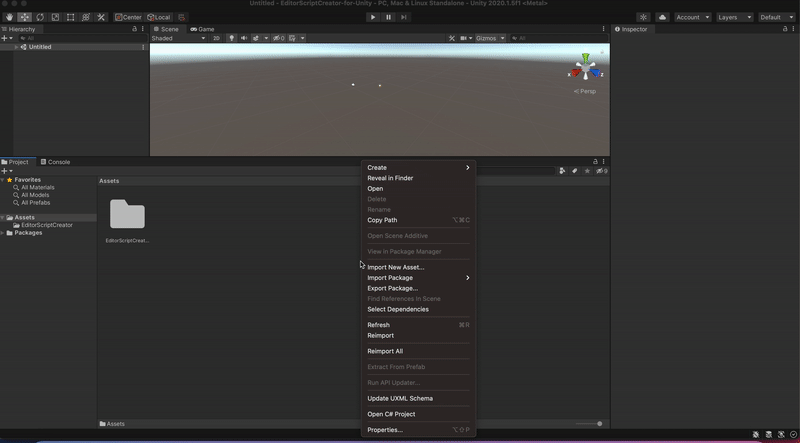 Untitled - EditorScriptCreator-for-Unity - PC, Mac & Linux Standalone - Unity 2020.1.5f1 <Metal>
Center Local Account Layers Default
Hierarchy
All
Untitled
Scene Game
Shaded 2D 0 Gizmos All
x z
Persp
Inspector
Project Console
9
Favorites
All Materials
All Models
All Prefabs
Assets
EditorScriptCreator
Packages
Assets
EditorScriptCreat...
Assets
Create
Reveal in Finder
Open
Delete
Rename
Copy Path ⌥⌘C
Open Scene Additive
View in Package Manager
Import New Asset...
Import Package
Export Package...
Find References In Scene
Select Dependencies
Refresh ⌘R
Reimport
Reimport All
Extract From Prefab
Run API Updater...
Update UXML Schema
Open C# Project
Properties... ⌥⇧P